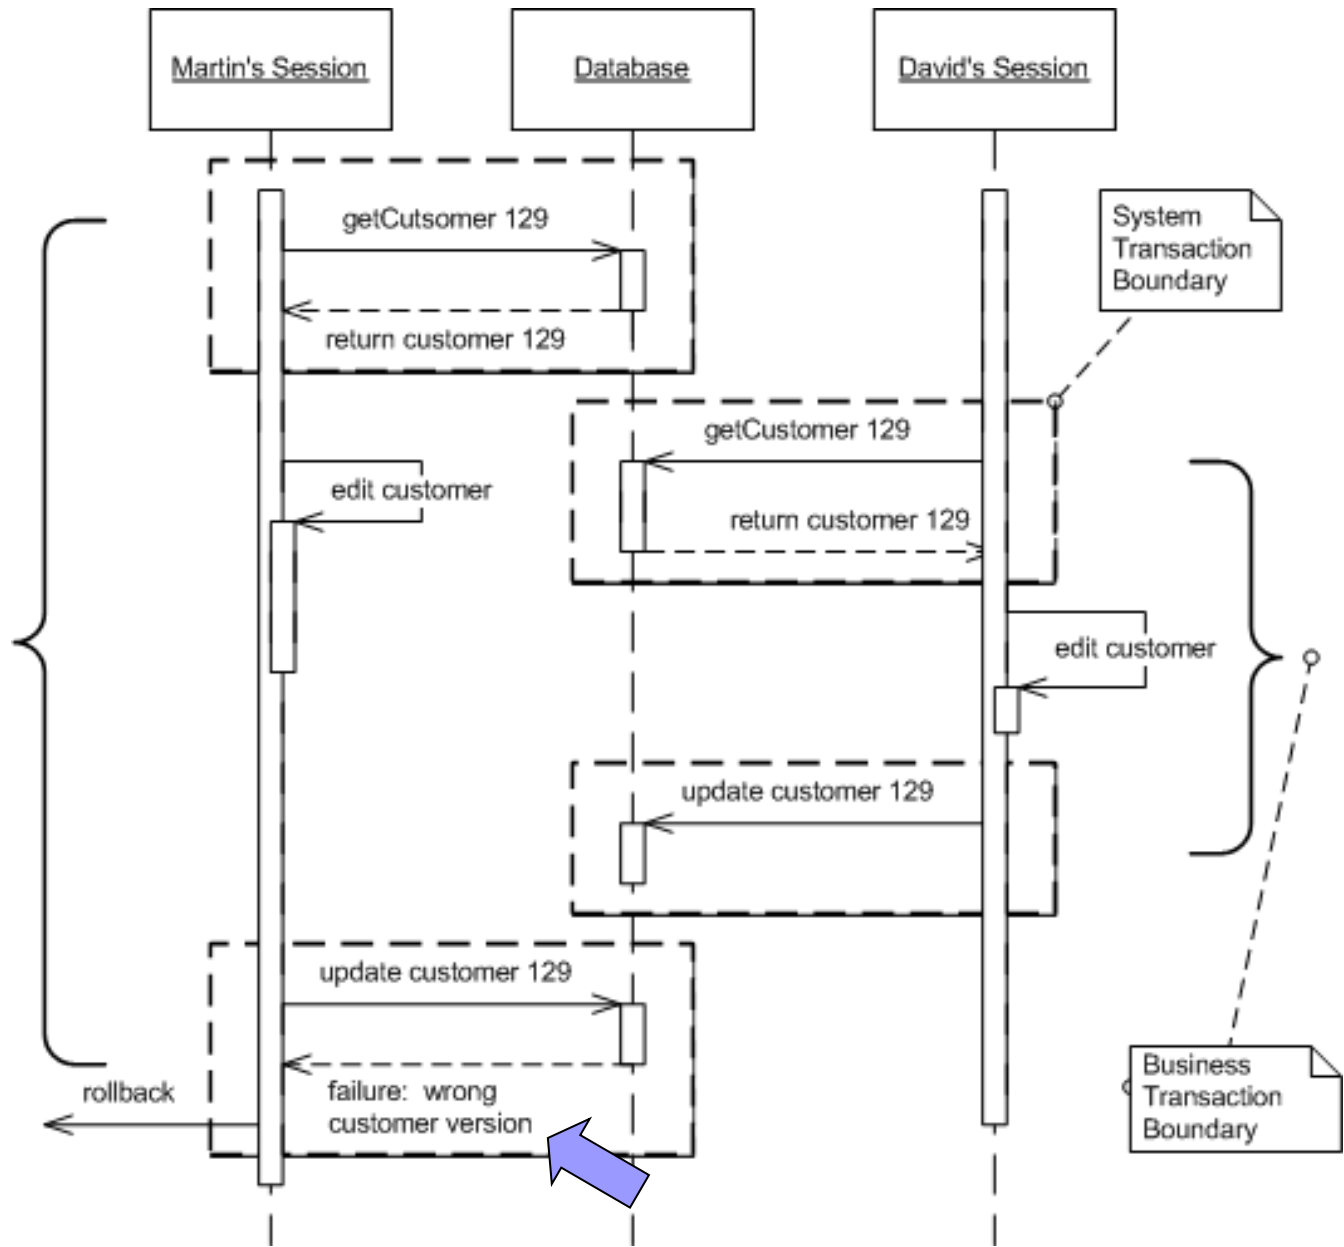 Martin's Session
Database
David's Session
getCutsomer 129
System
Transaction
Boundary
return customer 129
getCustomer 129
edit customer
return customer 129
edit customer
update customer 129
update customer 129
rollback
failure: wrong
customer version
Business
Transaction
Boundary